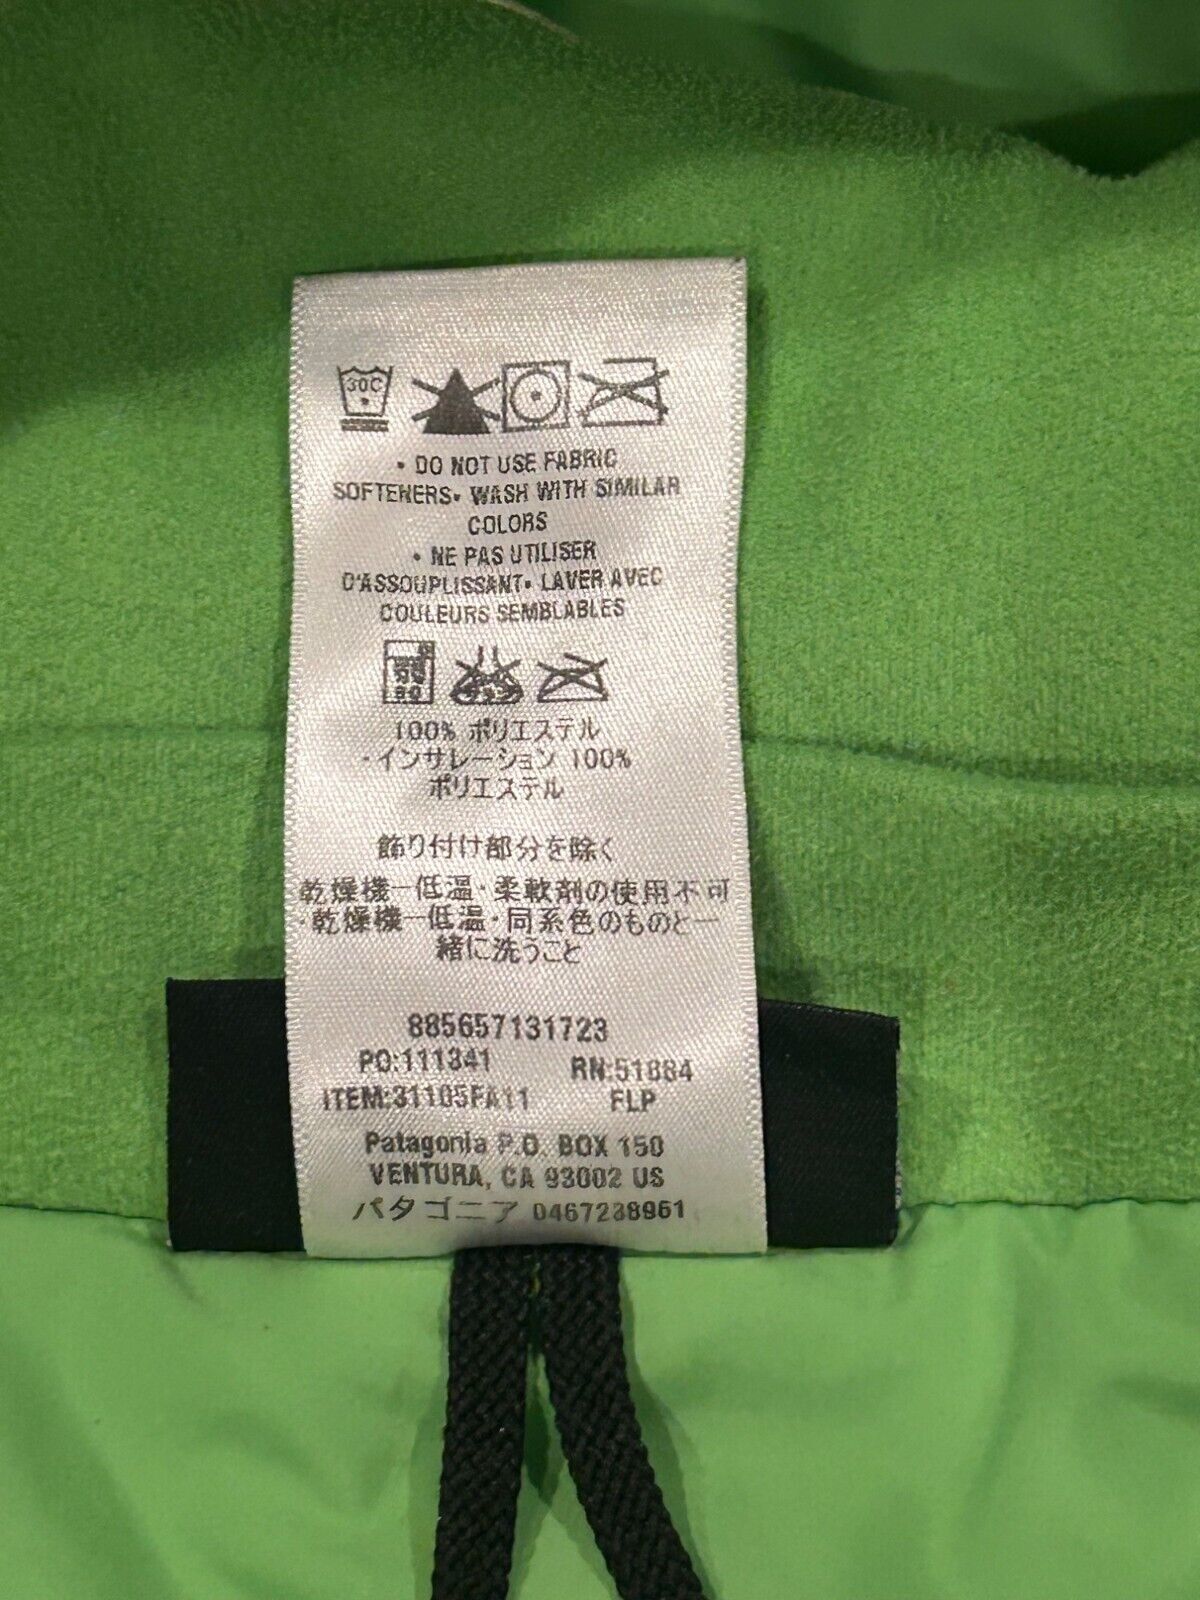 30C
• DO NOT USE FABRIC
SOFTENERS• WASH WITH SIMILAR
COLORS
• NE PAS UTILISER
D'ASSOUPLISSANT• LAVER AVEC
COULEURS SEMBLABLES
100% ポリエステル
・インサレーション 100%
ポリエステル
飾り付け部分を除く
乾燥機一低温・柔軟剤の使用不可
・乾燥機一低温・同系色のものと一
緒に洗うこと
885657131723
PO:111341 RN:51884
ITEM:31105FA11 FLP
Patagonia P.O. BOX 150
VENTURA, CA 93002 US
パタゴニア 0467238961